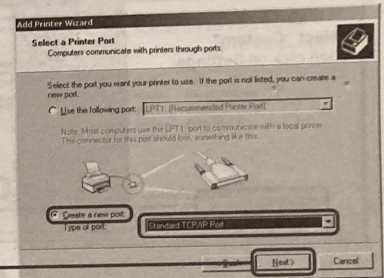 Add Printer Wizard
Select a Printer Port
Computers communicate with printers through ports.
Select the port you want your printer to use. If the port is not listed, you can create a
new port.
Use the following port: LPT1: (Recommended Printer Port)
Note: Most computers use the LPT1: port to communicate with a local printer.
The connector for this port should look something like this:
Create a new port:
Type of port: Standard TCP/IP Port
Next > Cancel